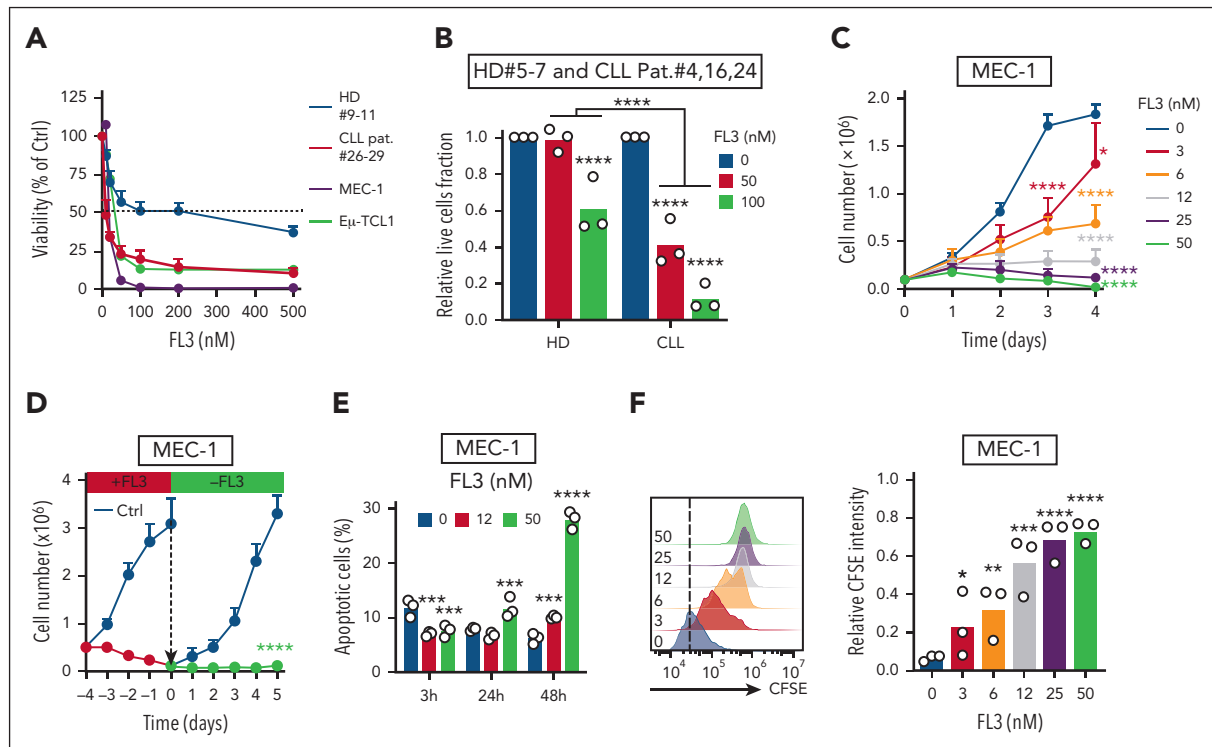 A
Viability (% of Ctrl)
125
100
75
50
25
0
0 100 200 300 400 500
FL3 (nM)
HD
#9-11
CLL pat.
#26-29
MEC-1
Eμ-TCL1
B
HD#5-7 and CLL Pat.#4,16,24
Relative live cells fraction
1.0
0.8
0.6
0.4
0.2
0.0
****
****
****
****
HD CLL
FL3 (nM)
0
50
100
C
MEC-1
Cell number (×10⁶)
2.0
1.5
1.0
0.5
0.0
0 1 2 3 4
Time (days)
****
*
****
****
****
****
FL3 (nM)
0
3
6
12
25
50
D
MEC-1
+FL3 –FL3
Ctrl
Cell number (x10⁶)
4
3
2
1
0
****
–4 –3 –2 –1 0 1 2 3 4 5
Time (days)
E
MEC-1
FL3 (nM)
0 12 50
Apoptotic cells (%)
30
20
10
0
*** *** *** *** ****
3h 24h 48h
F
50
25
12
6
3
0
10⁴ 10⁵ 10⁶ 10⁷
CFSE
MEC-1
Relative CFSE intensity
1.0
0.8
0.6
0.4
0.2
0.0
* ** *** **** ****
0 3 6 12 25 50
FL3 (nM)